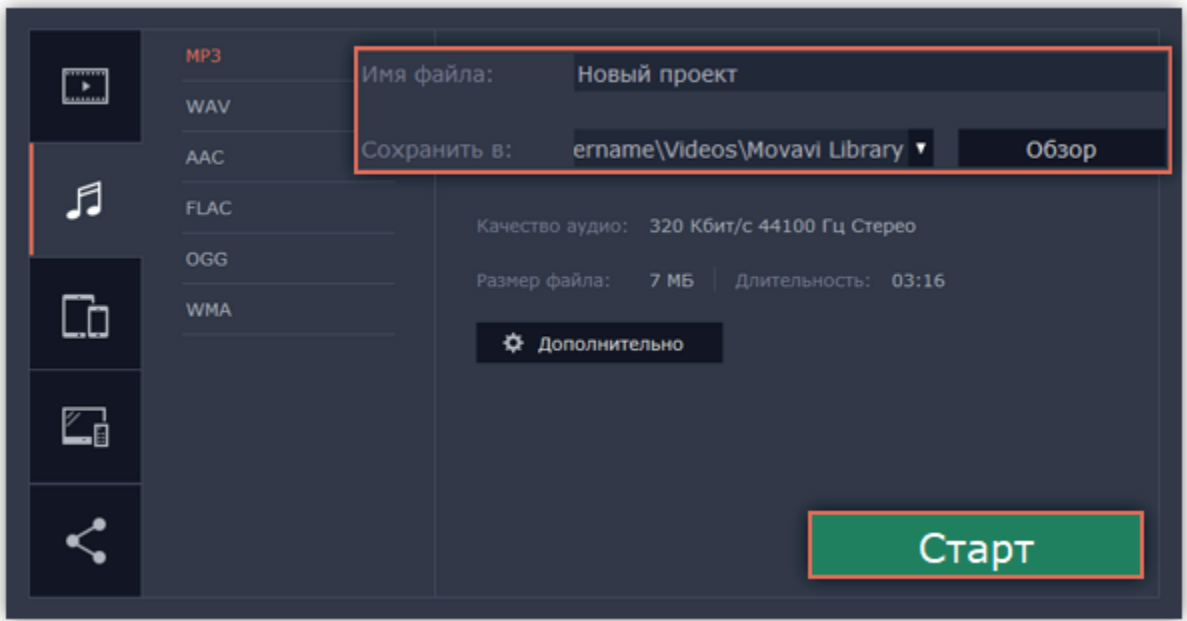 MP3
WAV
AAC
FLAC
OGG
WMA
Имя файла: Новый проект
Сохранить в: ername\Videos\Movavi Library Обзор
Качество аудио: 320 Кбит/с 44100 Гц Стерео
Размер файла: 7 МБ Длительность: 03:16
Дополнительно
Старт